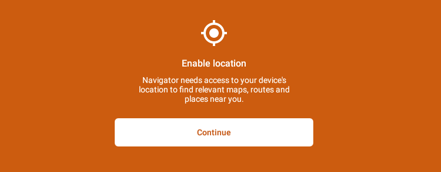 Enable location
Navigator needs access to your device's
location to find relevant maps, routes and
places near you.
Continue